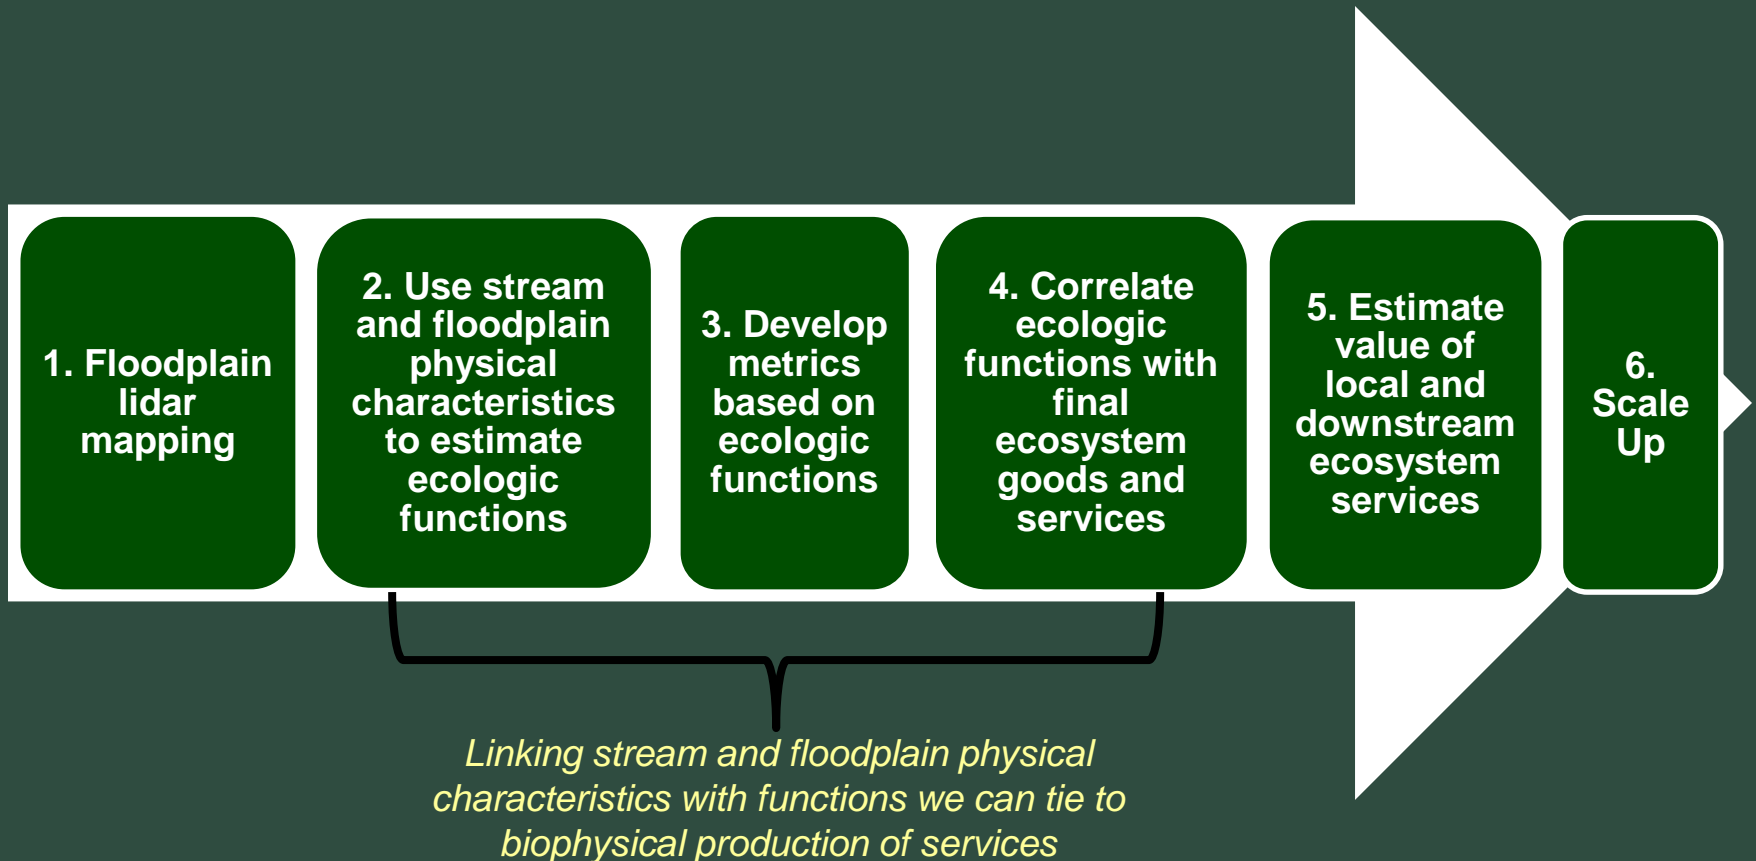 1. Floodplain
lidar
mapping
2. Use stream
and floodplain
physical
characteristics
to estimate
ecologic
functions
3. Develop
metrics
based on
ecologic
functions
4. Correlate
ecologic
functions with
final
ecosystem
goods and
services
5. Estimate
value of
local and
downstream
ecosystem
services
6.
Scale
Up
Linking stream and floodplain physical
characteristics with functions we can tie to
biophysical production of services